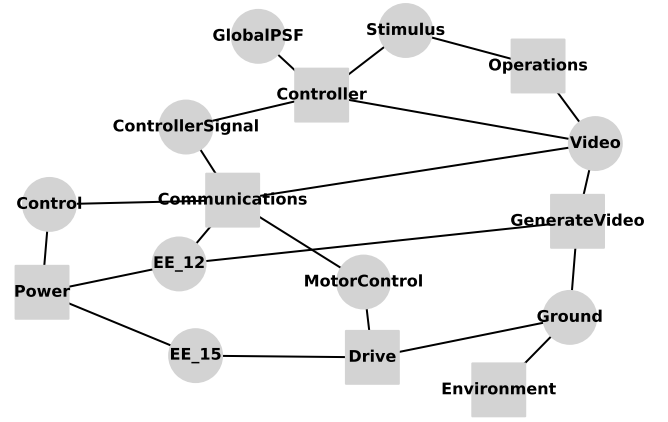 Stimulus
GlobalPSF
Operations
Controller
ControllerSignal
Video
Communications
Control
GenerateVideo
EE_12
MotorControl
Power
Ground
EE_15
Drive
Environment